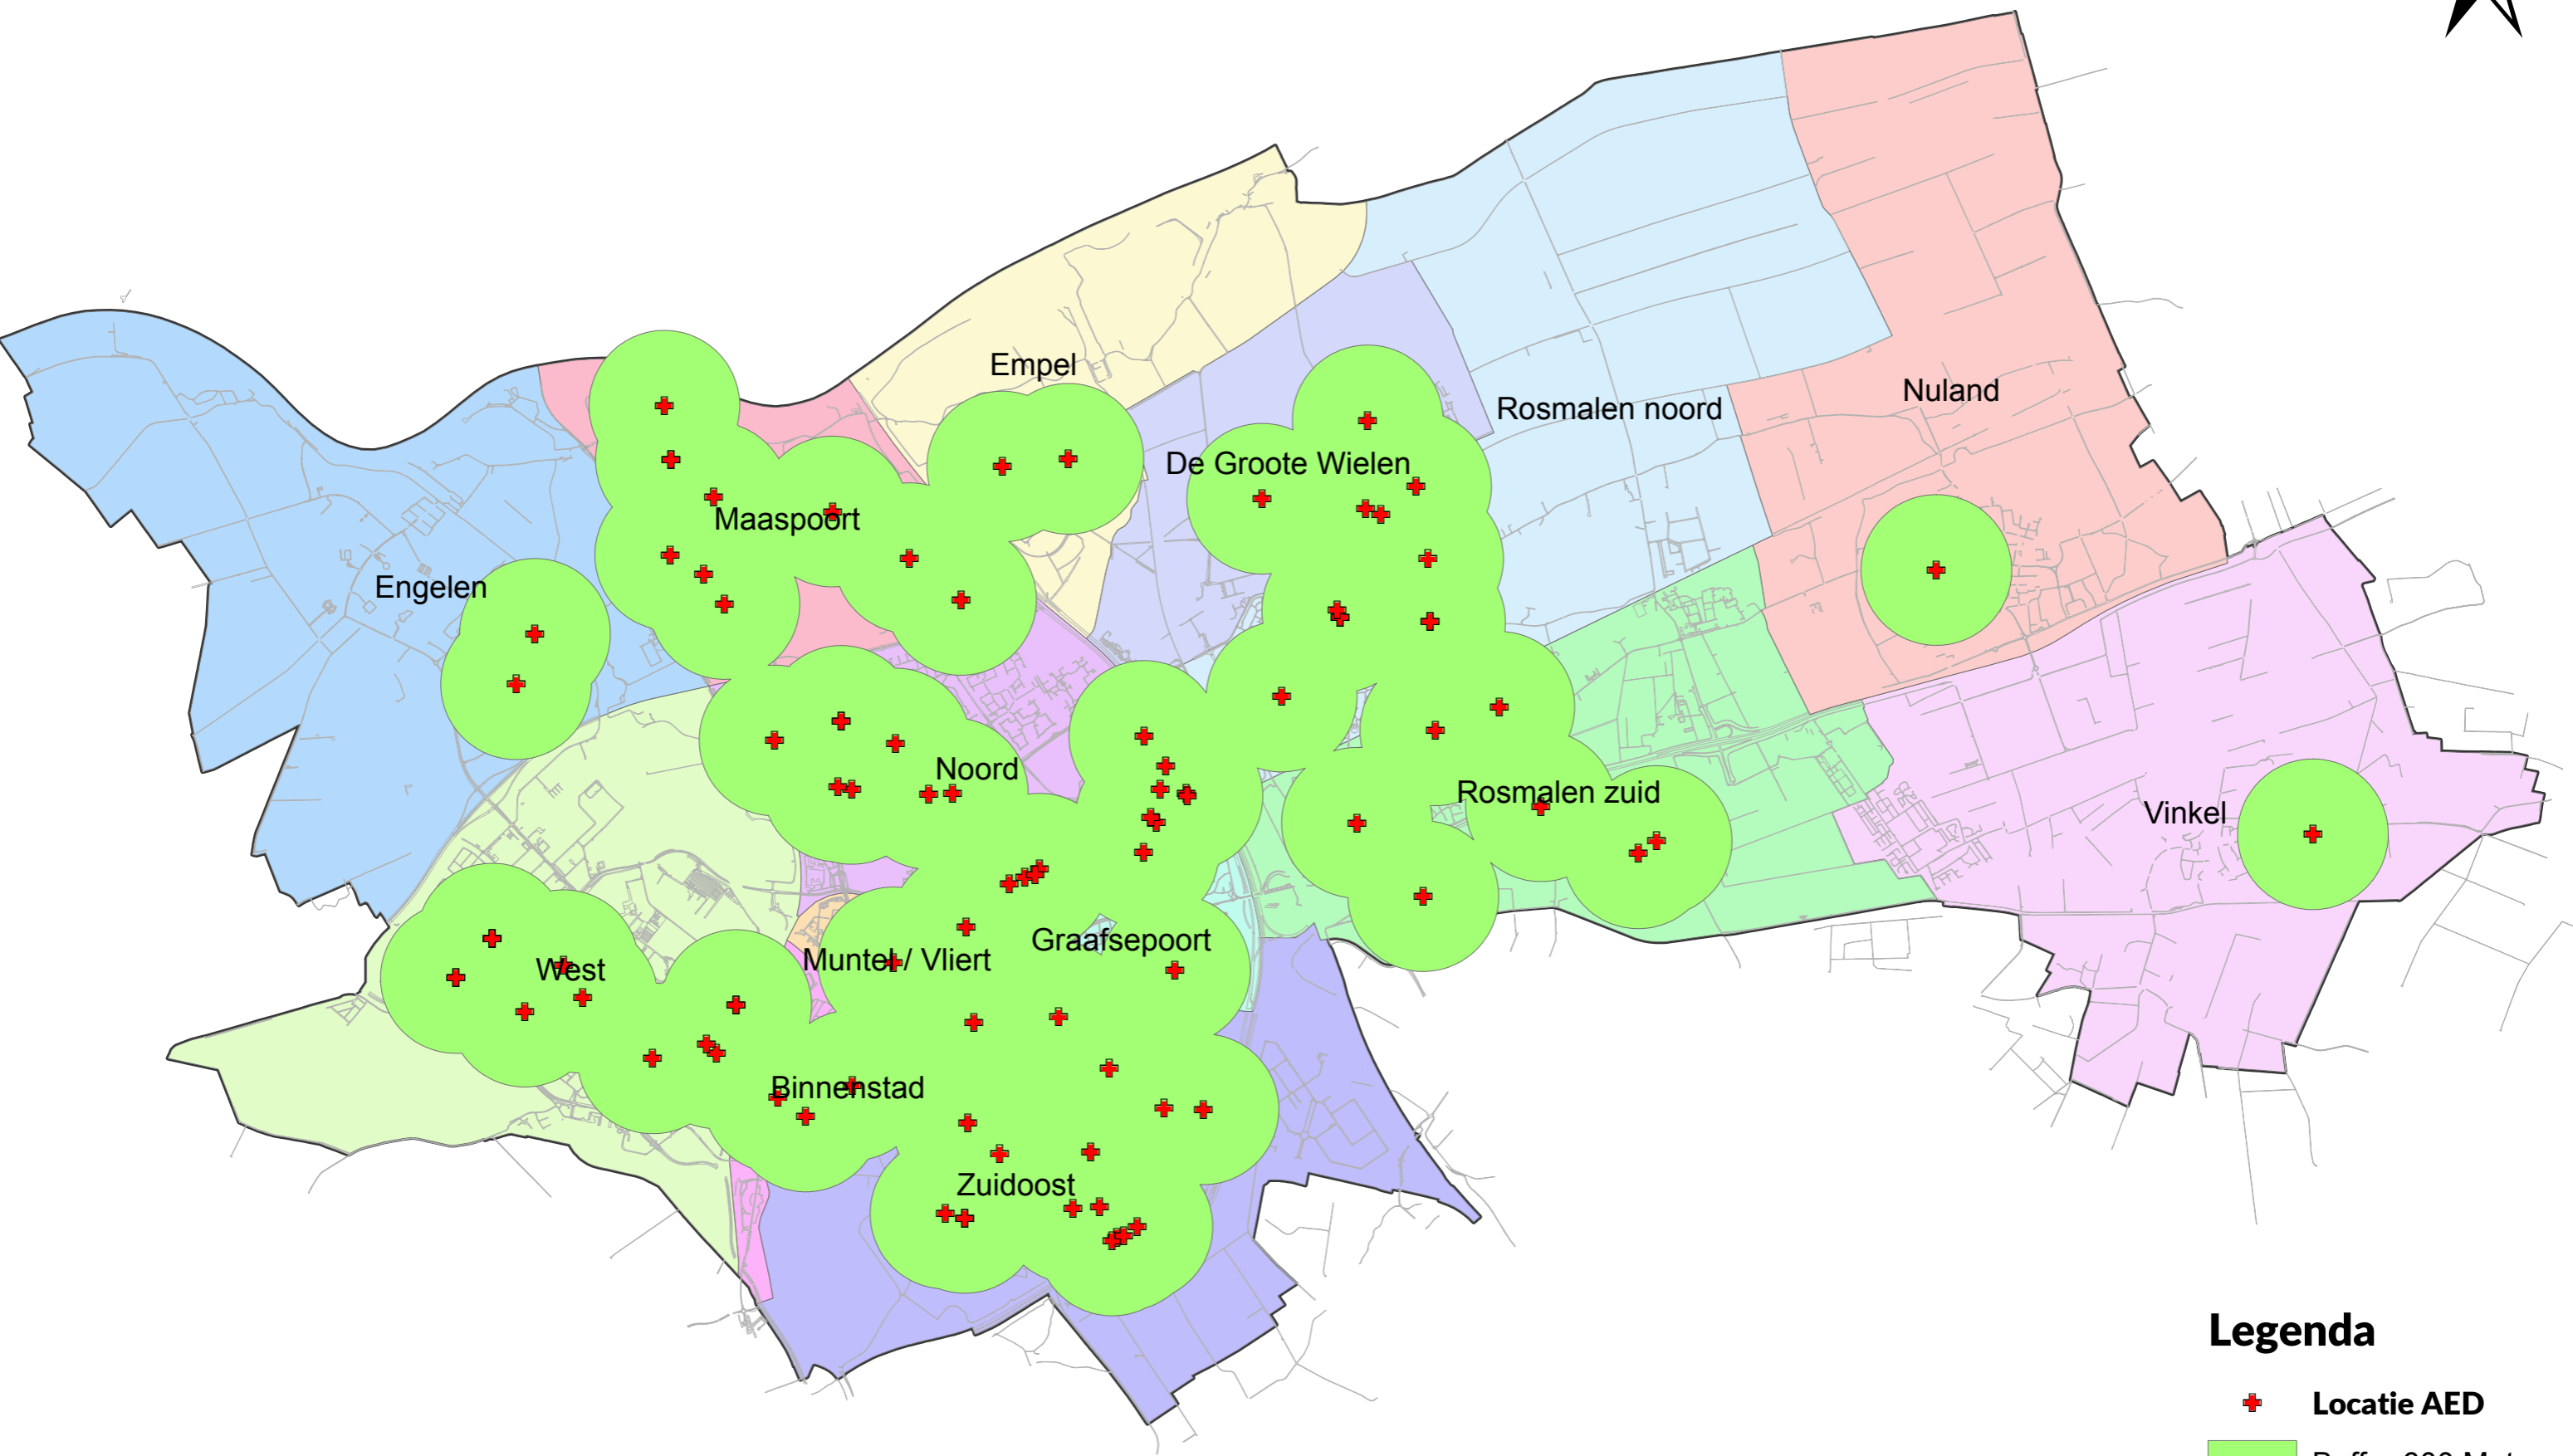 Empel
Nuland
Rosmalen noord
De Groote Wielen
Maaspoort
Engelen
Noord
Rosmalen zuid
Vinkel
Graafsepoort
Muntel / Vliert
West
Binnenstad
Zuidoost
Legenda
Locatie AED